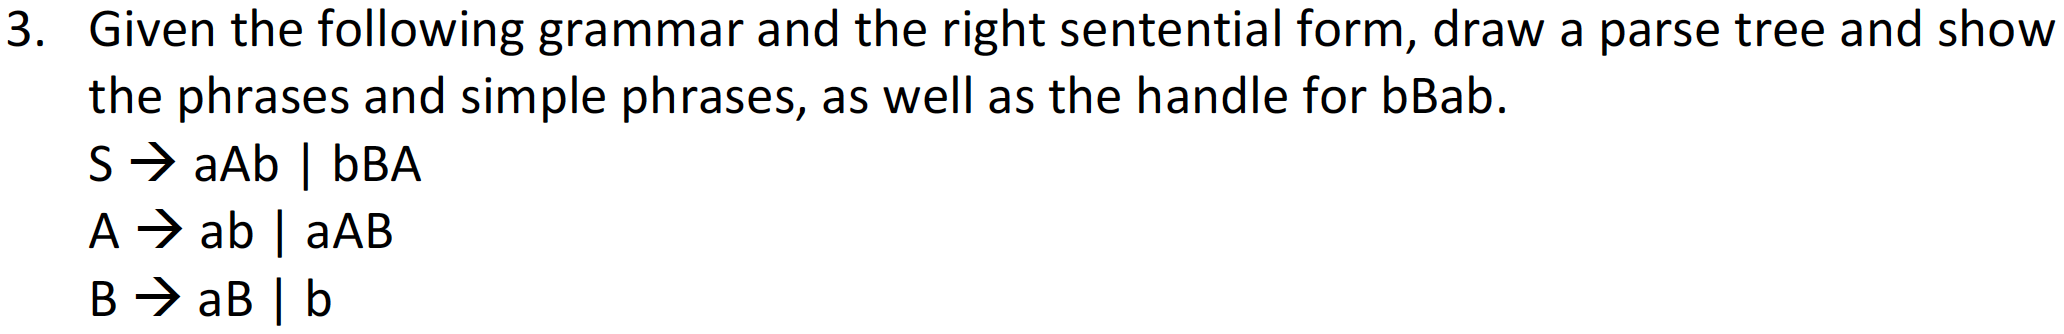 3. Given the following grammar and the right sentential form, draw a parse tree and show
the phrases and simple phrases, as well as the handle for bBab.
S → aAb | bBA
A → ab | aAB
B → aB | b